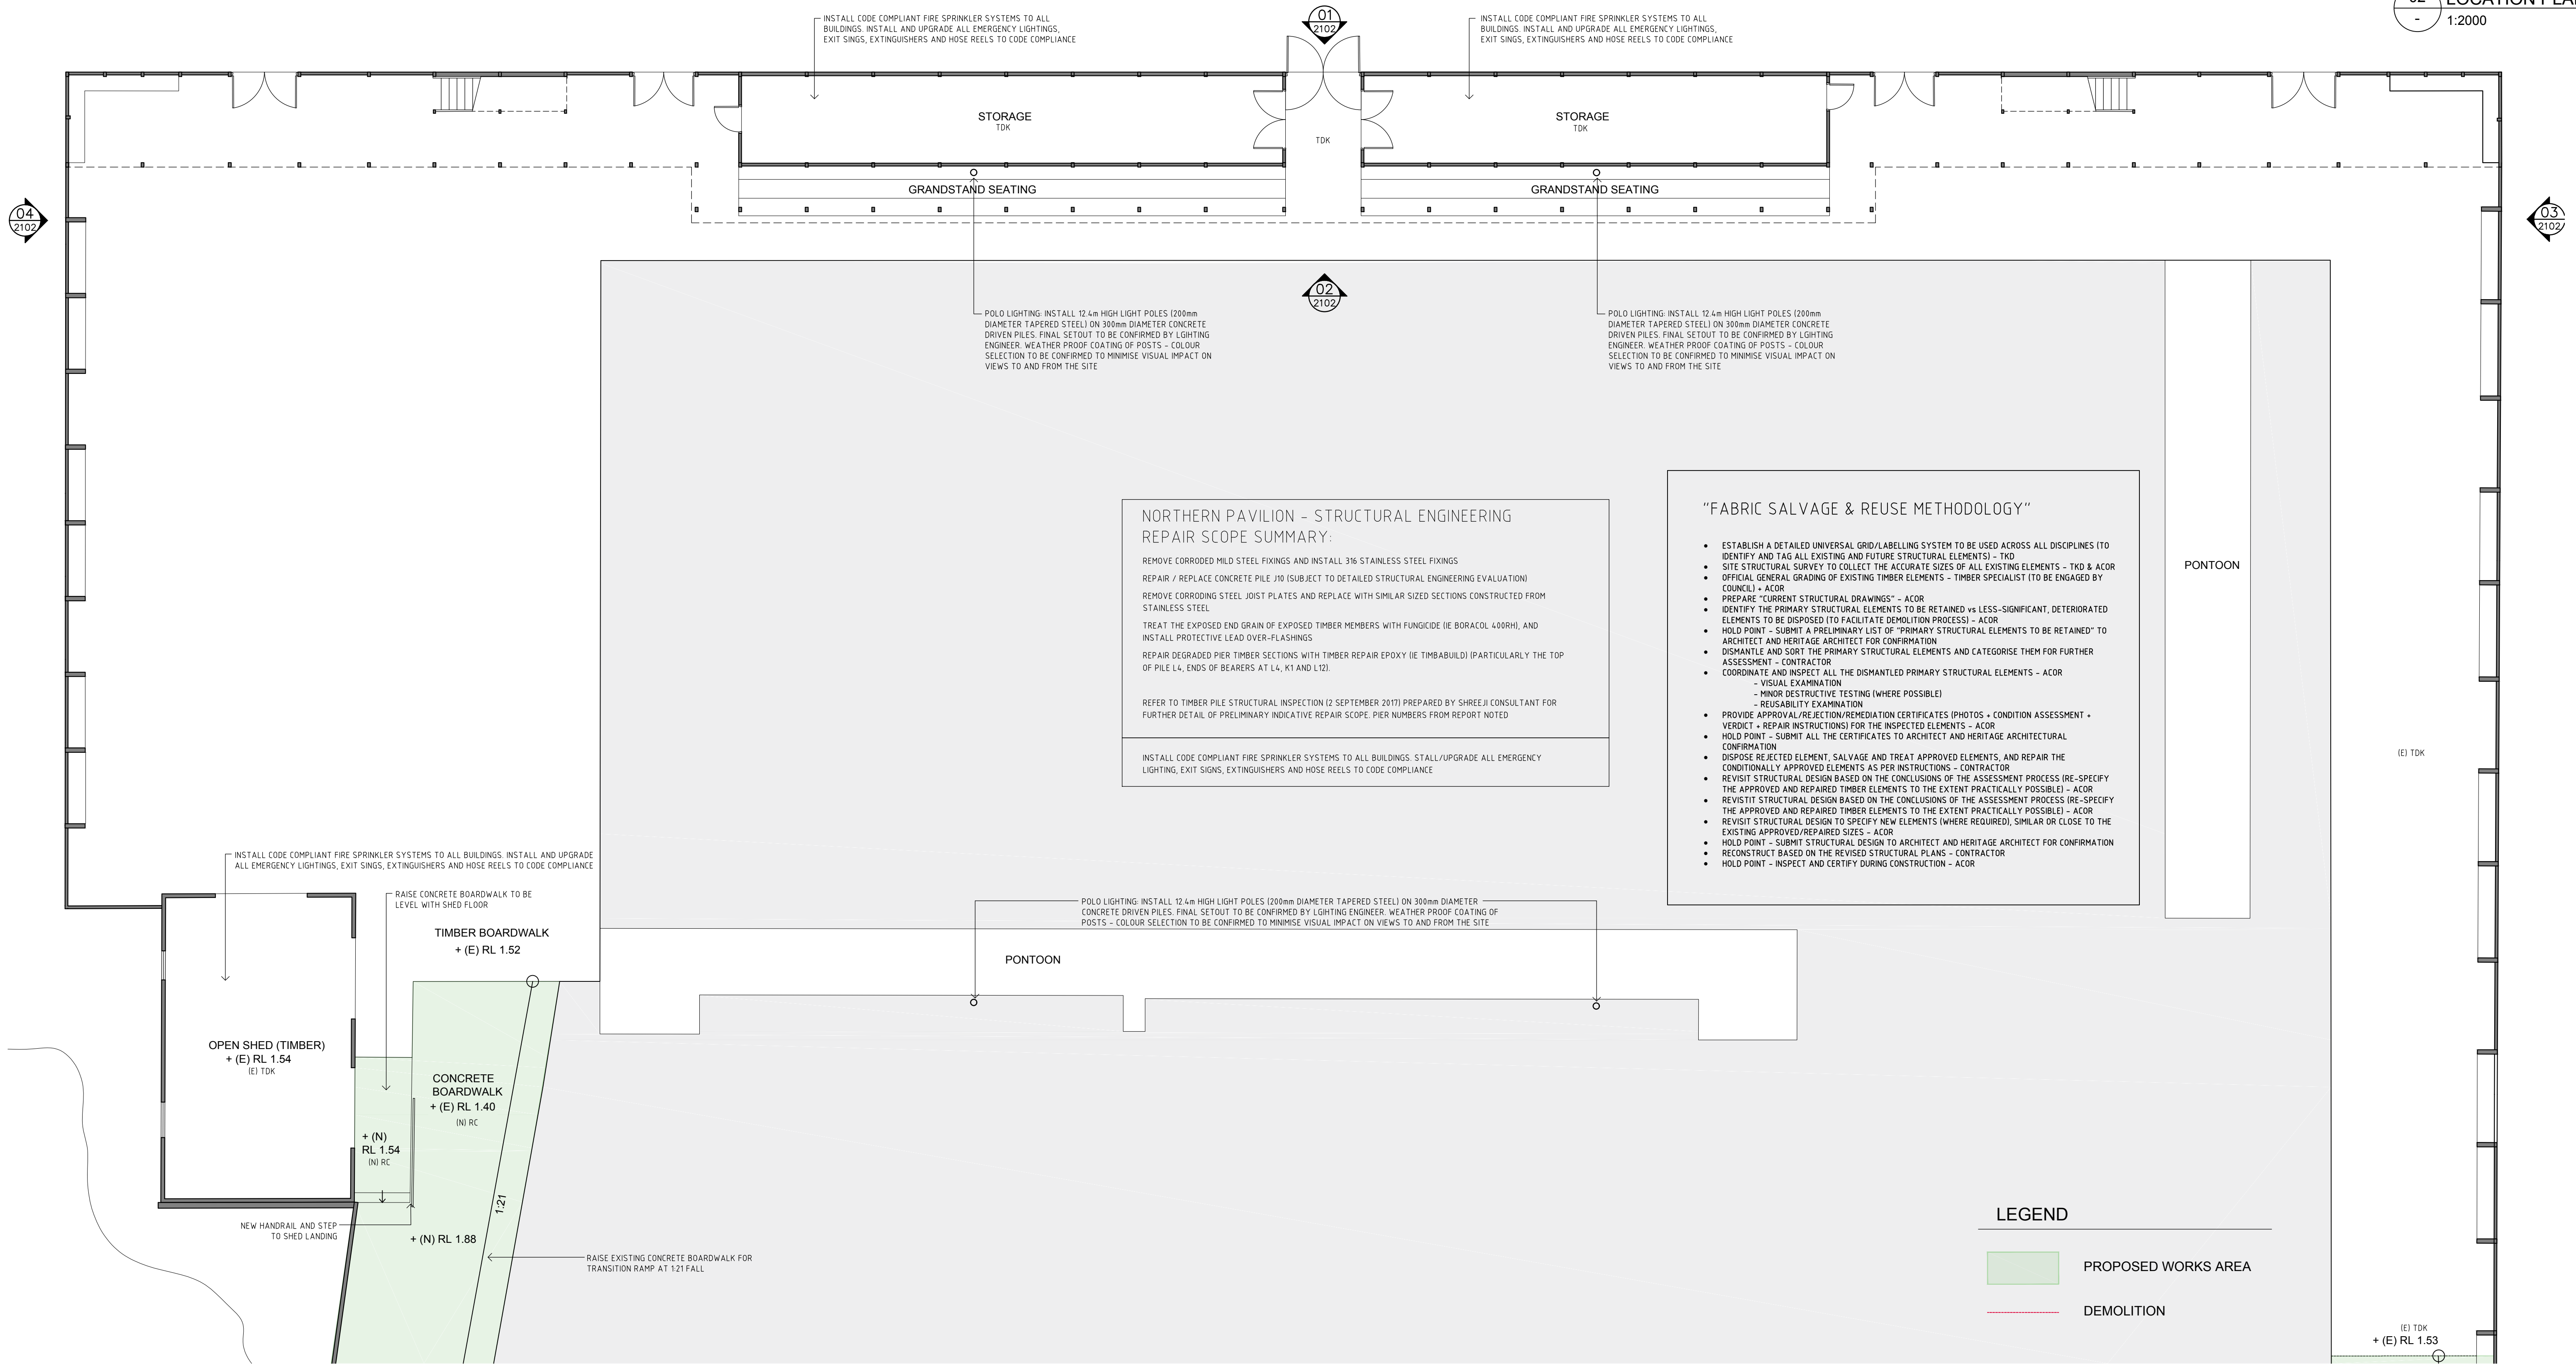 LOCATION PLA
1:2000
-
INSTALL CODE COMPLIANT FIRE SPRINKLER SYSTEMS TO ALL
BUILDINGS. INSTALL AND UPGRADE ALL EMERGENCY LIGHTINGS,
EXIT SINGS, EXTINGUISHERS AND HOSE REELS TO CODE COMPLIANCE
01
2102
INSTALL CODE COMPLIANT FIRE SPRINKLER SYSTEMS TO ALL
BUILDINGS. INSTALL AND UPGRADE ALL EMERGENCY LIGHTINGS,
EXIT SINGS, EXTINGUISHERS AND HOSE REELS TO CODE COMPLIANCE
STORAGE
TDK
TDK
STORAGE
TDK
GRANDSTAND SEATING
GRANDSTAND SEATING
04
2102
03
2102
02
2102
POLO LIGHTING: INSTALL 12.4m HIGH LIGHT POLES (200mm
DIAMETER TAPERED STEEL) ON 300mm DIAMETER CONCRETE
DRIVEN PILES. FINAL SETOUT TO BE CONFIRMED BY LGIHTING
ENGINEER. WEATHER PROOF COATING OF POSTS - COLOUR
SELECTION TO BE CONFIRMED TO MINIMISE VISUAL IMPACT ON
VIEWS TO AND FROM THE SITE
POLO LIGHTING: INSTALL 12.4m HIGH LIGHT POLES (200mm
DIAMETER TAPERED STEEL) ON 300mm DIAMETER CONCRETE
DRIVEN PILES. FINAL SETOUT TO BE CONFIRMED BY LGIHTING
ENGINEER. WEATHER PROOF COATING OF POSTS - COLOUR
SELECTION TO BE CONFIRMED TO MINIMISE VISUAL IMPACT ON
VIEWS TO AND FROM THE SITE
NORTHERN PAVILION - STRUCTURAL ENGINEERING
REPAIR SCOPE SUMMARY:
REMOVE CORRODED MILD STEEL FIXINGS AND INSTALL 316 STAINLESS STEEL FIXINGS
REPAIR / REPLACE CONCRETE PILE J10 (SUBJECT TO DETAILED STRUCTURAL ENGINEERING EVALUATION)
REMOVE CORRODING STEEL JOIST PLATES AND REPLACE WITH SIMILAR SIZED SECTIONS CONSTRUCTED FROM
STAINLESS STEEL
TREAT THE EXPOSED END GRAIN OF EXPOSED TIMBER MEMBERS WITH FUNGICIDE (IE BORACOL 400RH), AND
INSTALL PROTECTIVE LEAD OVER-FLASHINGS
REPAIR DEGRADED PIER TIMBER SECTIONS WITH TIMBER REPAIR EPOXY (IE TIMBABUILD) (PARTICULARLY THE TOP
OF PILE L4, ENDS OF BEARERS AT L4, K1 AND L12).
REFER TO TIMBER PILE STRUCTURAL INSPECTION (2 SEPTEMBER 2017) PREPARED BY SHREEJI CONSULTANT FOR
FURTHER DETAIL OF PRELIMINARY INDICATIVE REPAIR SCOPE. PIER NUMBERS FROM REPORT NOTED
INSTALL CODE COMPLIANT FIRE SPRINKLER SYSTEMS TO ALL BUILDINGS. STALL/UPGRADE ALL EMERGENCY
LIGHTING, EXIT SIGNS, EXTINGUISHERS AND HOSE REELS TO CODE COMPLIANCE
"FABRIC SALVAGE & REUSE METHODOLOGY"
• ESTABLISH A DETAILED UNIVERSAL GRID/LABELLING SYSTEM TO BE USED ACROSS ALL DISCIPLINES (TO
IDENTIFY AND TAG ALL EXISTING AND FUTURE STRUCTURAL ELEMENTS) - TKD
• SITE STRUCTURAL SURVEY TO COLLECT THE ACCURATE SIZES OF ALL EXISTING ELEMENTS - TKD & ACOR
• OFFICIAL GENERAL GRADING OF EXISTING TIMBER ELEMENTS - TIMBER SPECIALIST (TO BE ENGAGED BY
COUNCIL) + ACOR
• PREPARE "CURRENT STRUCTURAL DRAWINGS" - ACOR
• IDENTIFY THE PRIMARY STRUCTURAL ELEMENTS TO BE RETAINED vs LESS-SIGNIFICANT, DETERIORATED
ELEMENTS TO BE DISPOSED (TO FACILITATE DEMOLITION PROCESS) - ACOR
• HOLD POINT - SUBMIT A PRELIMINARY LIST OF "PRIMARY STRUCTURAL ELEMENTS TO BE RETAINED" TO
ARCHITECT AND HERITAGE ARCHITECT FOR CONFIRMATION
• DISMANTLE AND SORT THE PRIMARY STRUCTURAL ELEMENTS AND CATEGORISE THEM FOR FURTHER
ASSESSMENT - CONTRACTOR
• COORDINATE AND INSPECT ALL THE DISMANTLED PRIMARY STRUCTURAL ELEMENTS - ACOR
- VISUAL EXAMINATION
- MINOR DESTRUCTIVE TESTING (WHERE POSSIBLE)
- REUSABILITY EXAMINATION
• PROVIDE APPROVAL/REJECTION/REMEDIATION CERTIFICATES (PHOTOS + CONDITION ASSESSMENT +
VERDICT + REPAIR INSTRUCTIONS) FOR THE INSPECTED ELEMENTS - ACOR
• HOLD POINT - SUBMIT ALL THE CERTIFICATES TO ARCHITECT AND HERITAGE ARCHITECTURAL
CONFIRMATION
• DISPOSE REJECTED ELEMENT, SALVAGE AND TREAT APPROVED ELEMENTS, AND REPAIR THE
CONDITIONALLY APPROVED ELEMENTS AS PER INSTRUCTIONS - CONTRACTOR
• REVISIT STRUCTURAL DESIGN BASED ON THE CONCLUSIONS OF THE ASSESSMENT PROCESS (RE-SPECIFY
THE APPROVED AND REPAIRED TIMBER ELEMENTS TO THE EXTENT PRACTICALLY POSSIBLE) - ACOR
• REVISTIT STRUCTURAL DESIGN BASED ON THE CONCLUSIONS OF THE ASSESSMENT PROCESS (RE-SPECIFY
THE APPROVED AND REPAIRED TIMBER ELEMENTS TO THE EXTENT PRACTICALLY POSSIBLE) - ACOR
• REVISIT STRUCTURAL DESIGN TO SPECIFY NEW ELEMENTS (WHERE REQUIRED), SIMILAR OR CLOSE TO THE
EXISTING APPROVED/REPAIRED SIZES - ACOR
• HOLD POINT - SUBMIT STRUCTURAL DESIGN TO ARCHITECT AND HERITAGE ARCHITECT FOR CONFIRMATION
• RECONSTRUCT BASED ON THE REVISED STRUCTURAL PLANS - CONTRACTOR
• HOLD POINT - INSPECT AND CERTIFY DURING CONSTRUCTION - ACOR
PONTOON
(E) TDK
INSTALL CODE COMPLIANT FIRE SPRINKLER SYSTEMS TO ALL BUILDINGS. INSTALL AND UPGRADE
ALL EMERGENCY LIGHTINGS, EXIT SINGS, EXTINGUISHERS AND HOSE REELS TO CODE COMPLIANCE
RAISE CONCRETE BOARDWALK TO BE
LEVEL WITH SHED FLOOR
TIMBER BOARDWALK
+ (E) RL 1.52
POLO LIGHTING: INSTALL 12.4m HIGH LIGHT POLES (200mm DIAMETER TAPERED STEEL) ON 300mm DIAMETER
CONCRETE DRIVEN PILES. FINAL SETOUT TO BE CONFIRMED BY LGIHTING ENGINEER. WEATHER PROOF COATING OF
POSTS - COLOUR SELECTION TO BE CONFIRMED TO MINIMISE VISUAL IMPACT ON VIEWS TO AND FROM THE SITE
PONTOON
OPEN SHED (TIMBER)
+ (E) RL 1.54
(E) TDK
CONCRETE
BOARDWALK
+ (E) RL 1.40
(N) RC
+ (N)
RL 1.54
(N) RC
1:21
NEW HANDRAIL AND STEP
TO SHED LANDING
+ (N) RL 1.88
RAISE EXISTING CONCRETE BOARDWALK FOR
TRANSITION RAMP AT 1:21 FALL
LEGEND
PROPOSED WORKS AREA
DEMOLITION
(E) TDK
+ (E) RL 1.53